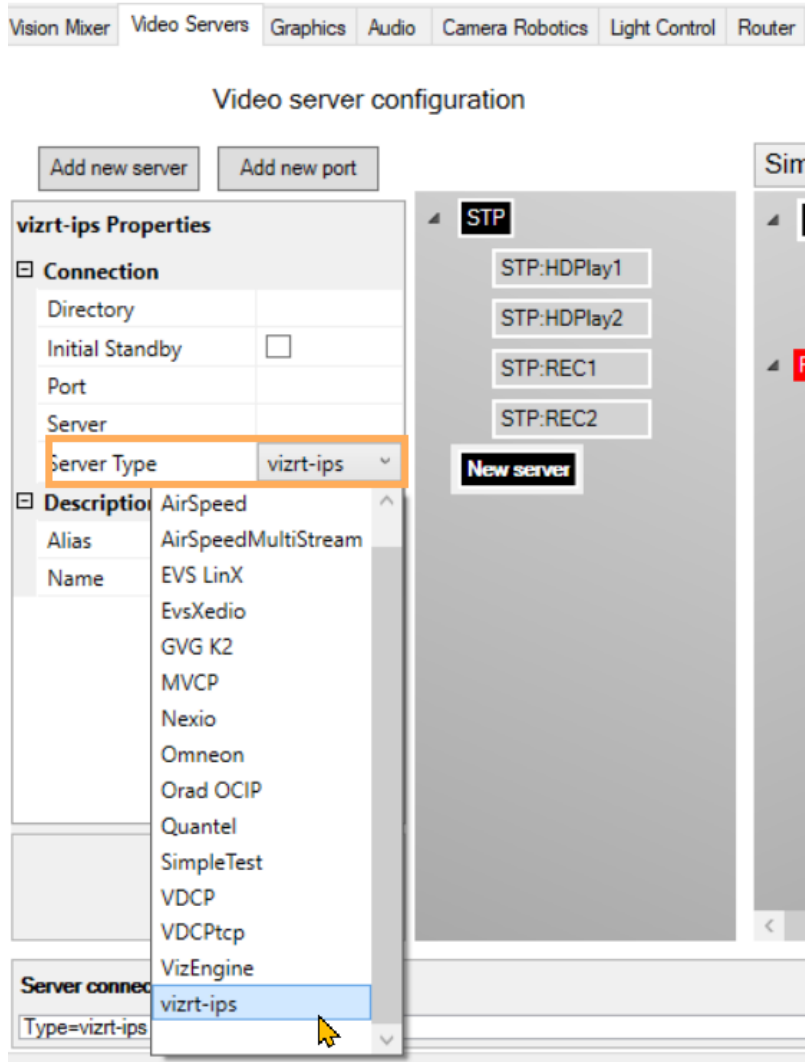 Vision Mixer Video Servers Graphics Audio Camera Robotics Light Control Router
Video server configuration
Add new server Add new port
vizrt-ips Properties
Connection
Directory
Initial Standby
Port
Server
Server Type vizrt-ips
Alias
Name
AirSpeed
AirSpeedMultiStream
EVS LinX
EvsXedio
GVG K2
MVCP
Nexio
Omneon
Orad OCIP
Quantel
SimpleTest
VDCP
VDCPtcp
VizEngine
vizrt-ips
Server
Type=vizrt-ips
STP
STP:HDPlay1
STP:HDPlay2
STP:REC1
STP:REC2
New server